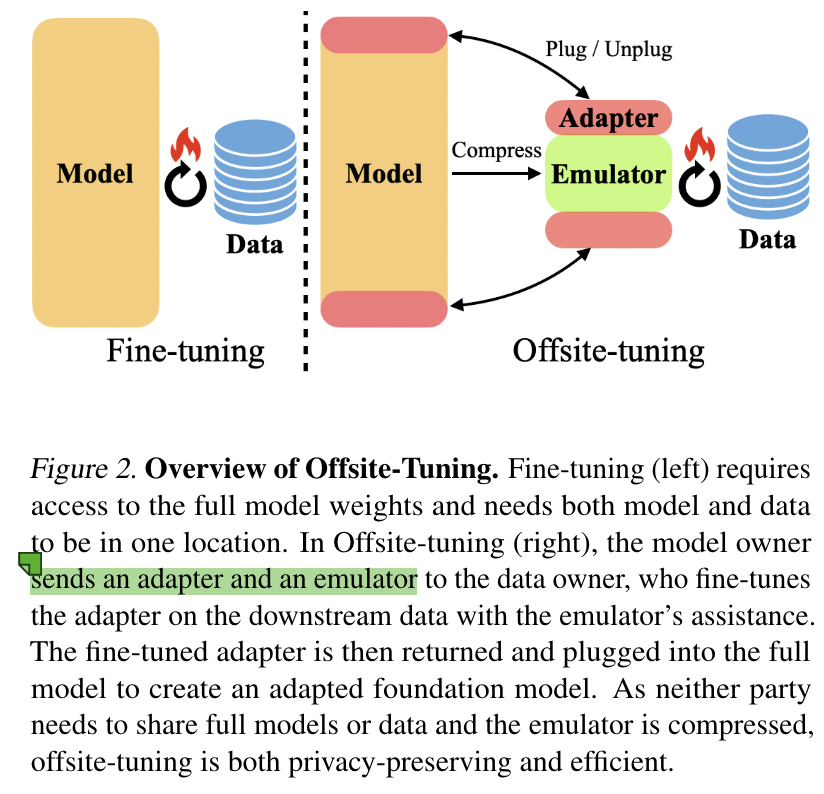 Plug / Unplug
Adapter
Compress
Model
Model
Emulator
Data
Data
Fine-tuning
Offsite-tuning
Figure 2. Overview of Offsite-Tuning. Fine-tuning (left) requires
access to the full model weights and needs both model and data
to be in one location. In Offsite-tuning (right), the model owner
sends an adapter and an emulator to the data owner, who fine-tunes
the adapter on the downstream data with the emulator's assistance.
The fine-tuned adapter is then returned and plugged into the full
model to create an adapted foundation model. As neither party
needs to share full models or data and the emulator is compressed,
offsite-tuning is both privacy-preserving and efficient.